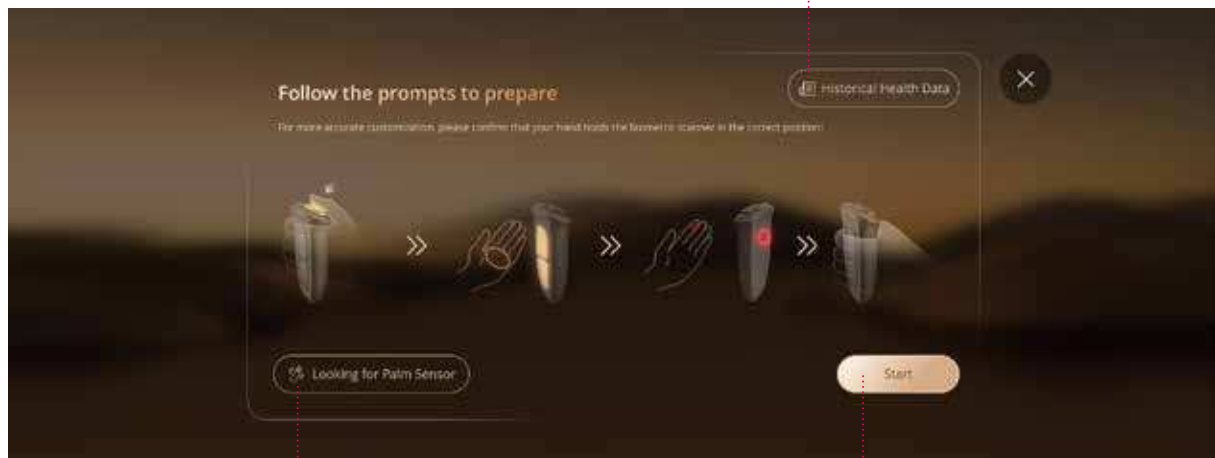 Follow the prompts to prepare
Historical Health Data
For more accurate customization, please confirm that your hand holds the biometric scanner in the correct position!
Looking for Palm Sensor
Start